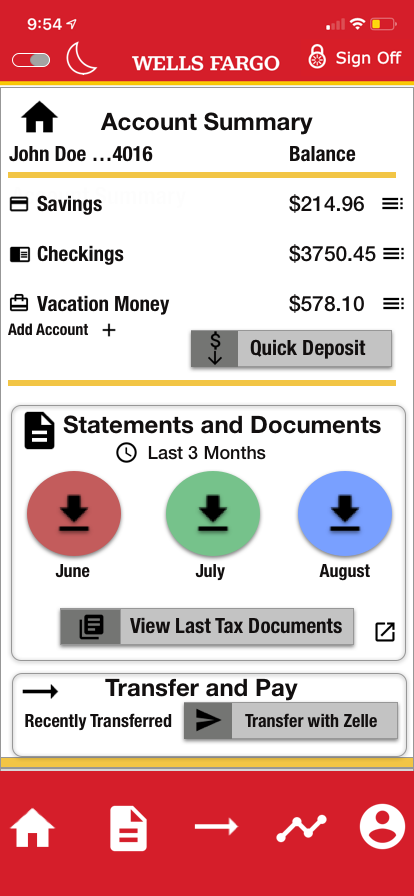 9:54
WELLS FARGO
Sign Off
Account Summary
John Doe ...4016 Balance
Savings $214.96
Checkings $3750.45
Vacation Money $578.10
Add Account +
$ Quick Deposit
Statements and Documents
Last 3 Months
June July August
View Last Tax Documents
Transfer and Pay
Recently Transferred Transfer with Zelle